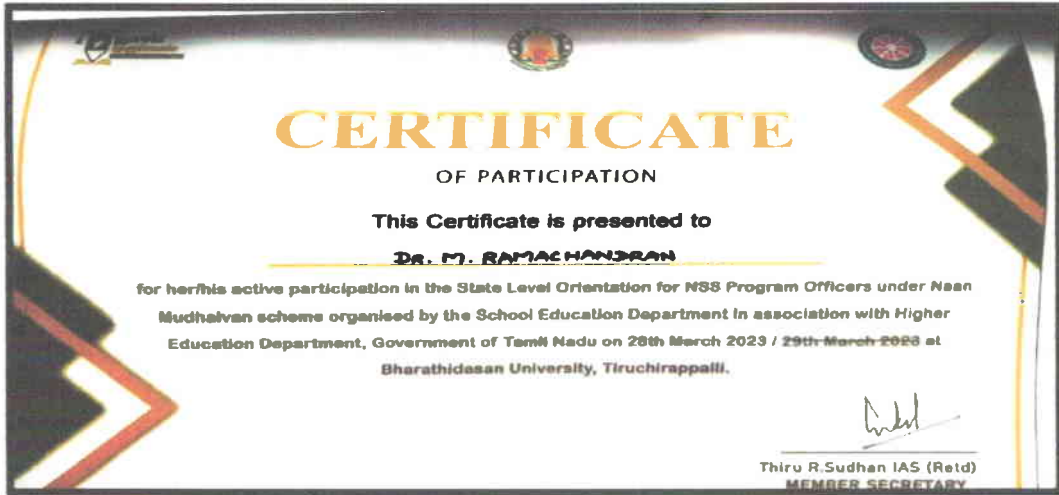 CERTIFICATE
OF PARTICIPATION
This Certificate is presented to
DR. M. RAMACHANDRAN
for her/his active participation in the State Level Orientation for NSS Program Officers under Naan
Mudhalvan scheme organised by the School Education Department in association with Higher
Education Department, Government of Tamil Nadu on 28th March 2023 / 29th March 2023 at
Bharathidasan University, Tiruchirappalli.
Thiru R.Sudhan IAS (Retd)
MEMBER SECRETARY